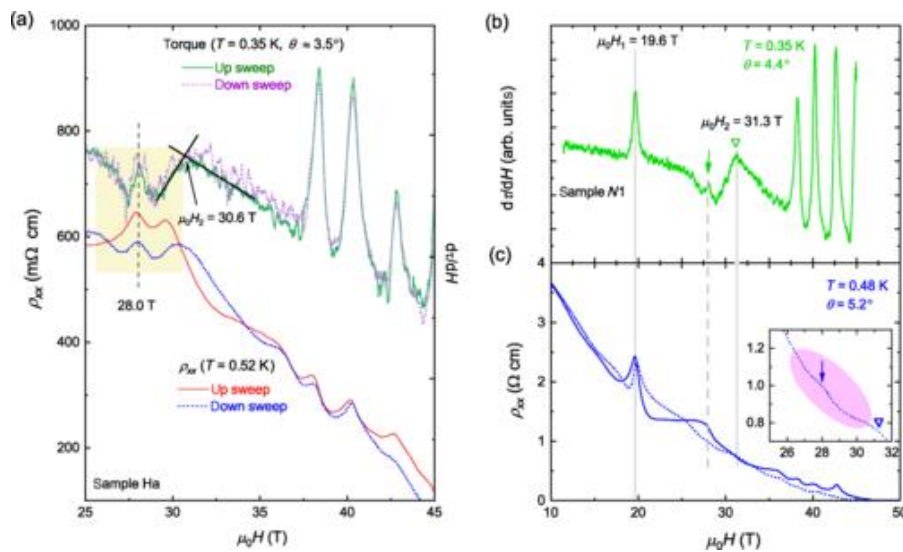 (a)
1000
800
600
400
200
ρxx (mΩ cm)
Torque (T = 0.35 K, θ ≈ 3.5°)
Up sweep
Down sweep
μ0H2 = 30.6 T
28.0 T
ρxx (T = 0.52 K)
Up sweep
Down sweep
Sample Ha
25 30 35 40 45
μ0H (T)
dτ/dH
(b)
μ0H1 = 19.6 T
T = 0.35 K
θ = 4.4°
μ0H2 = 31.3 T
Sample N1
dτ/dH (arb. units)
(c)
T = 0.48 K
θ = 5.2°
4
3
2
1
0
ρxx (Ω cm)
1.2
1.0
0.8
26 28 30 32
10 20 30 40 50
μ0H (T)